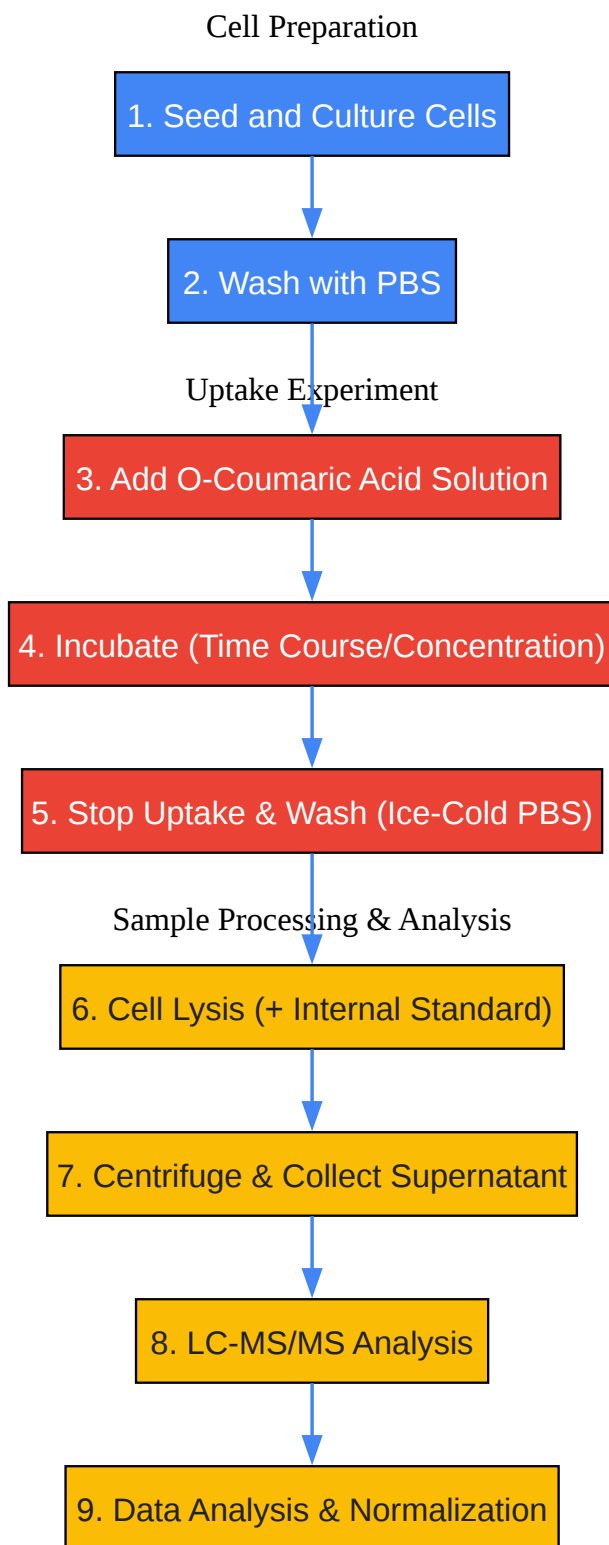 Cell Preparation
1. Seed and Culture Cells
2. Wash with PBS
Uptake Experiment
3. Add O-Coumaric Acid Solution
4. Incubate (Time Course/Concentration)
5. Stop Uptake & Wash (Ice-Cold PBS)
Sample Processing & Analysis
6. Cell Lysis (+ Internal Standard)
7. Centrifuge & Collect Supernatant
8. LC-MS/MS Analysis
9. Data Analysis & Normalization